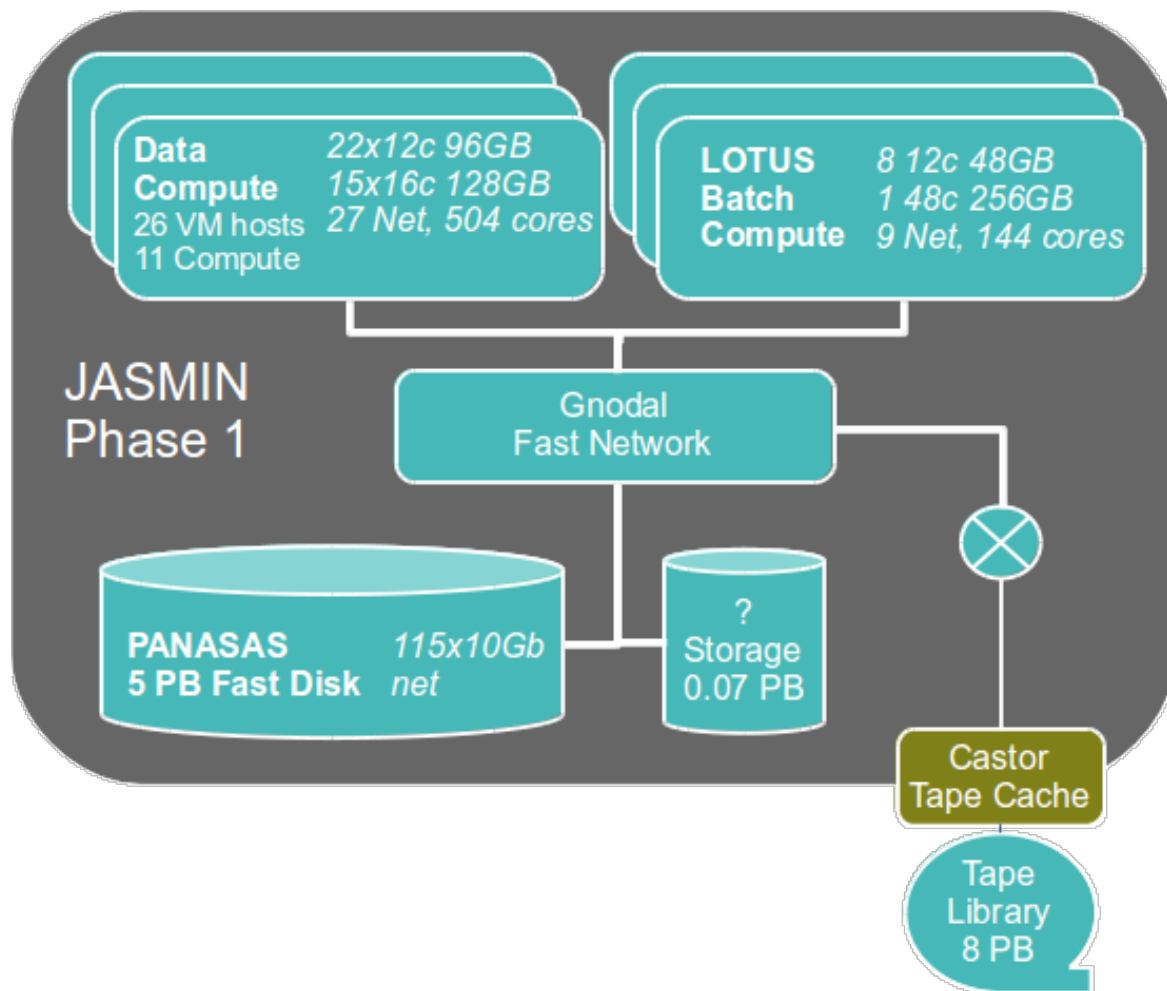 Data
Compute
26 VM hosts
11 Compute
22x12c 96GB
15x16c 128GB
27 Net, 504 cores
LOTUS
Batch
Compute
8 12c 48GB
1 48c 256GB
9 Net, 144 cores
JASMIN
Phase 1
Gnodal
Fast Network
PANASAS
5 PB Fast Disk
115x10Gb
net
?
Storage
0.07 PB
Castor
Tape Cache
Tape
Library
8 PB